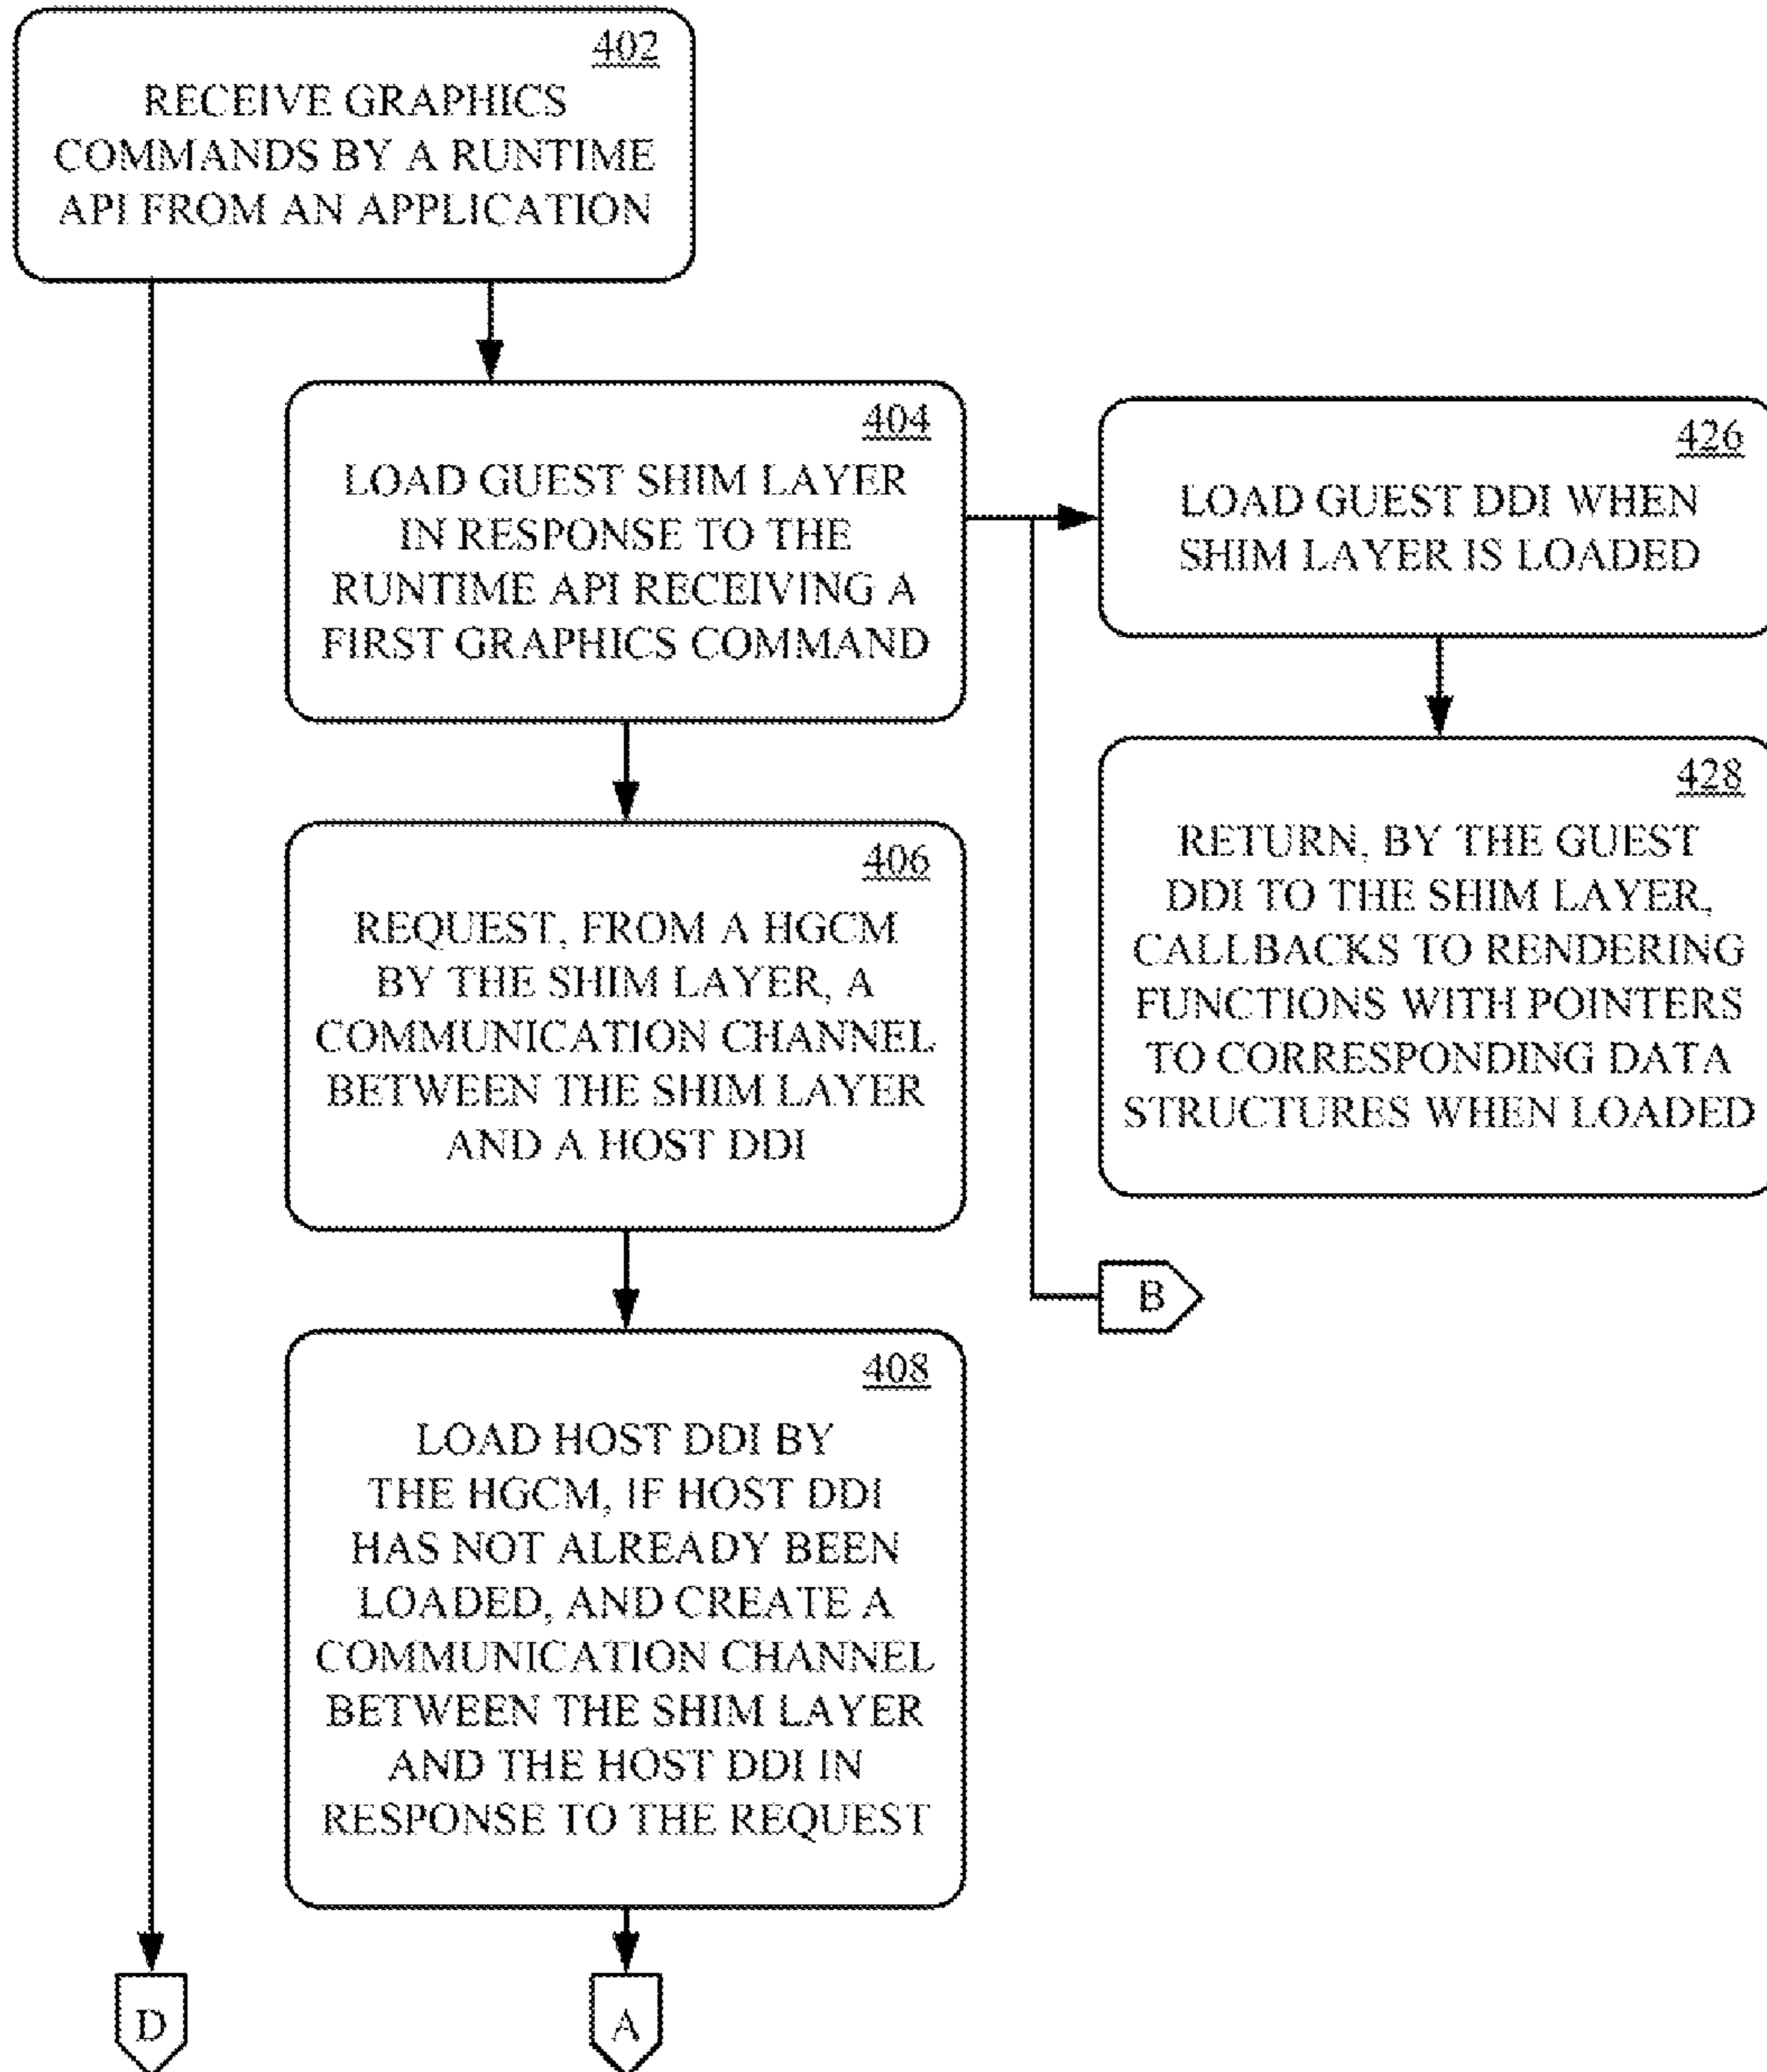 402
RECEIVE GRAPHICS
COMMANDS BY A RUNTIME
API FROM AN APPLICATION
404
LOAD GUEST SHIM LAYER
IN RESPONSE TO THE
RUNTIME API RECEIVING A
FIRST GRAPHICS COMMAND
426
LOAD GUEST DDI WHEN
SHIM LAYER IS LOADED
428
RETURN, BY THE GUEST
DDI TO THE SHIM LAYER,
CALLBACKS TO RENDERING
FUNCTIONS WITH POINTERS
TO CORRESPONDING DATA
STRUCTURES WHEN LOADED
406
REQUEST, FROM A HGCM
BY THE SHIM LAYER, A
COMMUNICATION CHANNEL
BETWEEN THE SHIM LAYER
AND A HOST DDI
B
408
LOAD HOST DDI BY
THE HGCM, IF HOST DDI
HAS NOT ALREADY BEEN
LOADED, AND CREATE A
COMMUNICATION CHANNEL
BETWEEN THE SHIM LAYER
AND THE HOST DDI IN
RESPONSE TO THE REQUEST
D
A